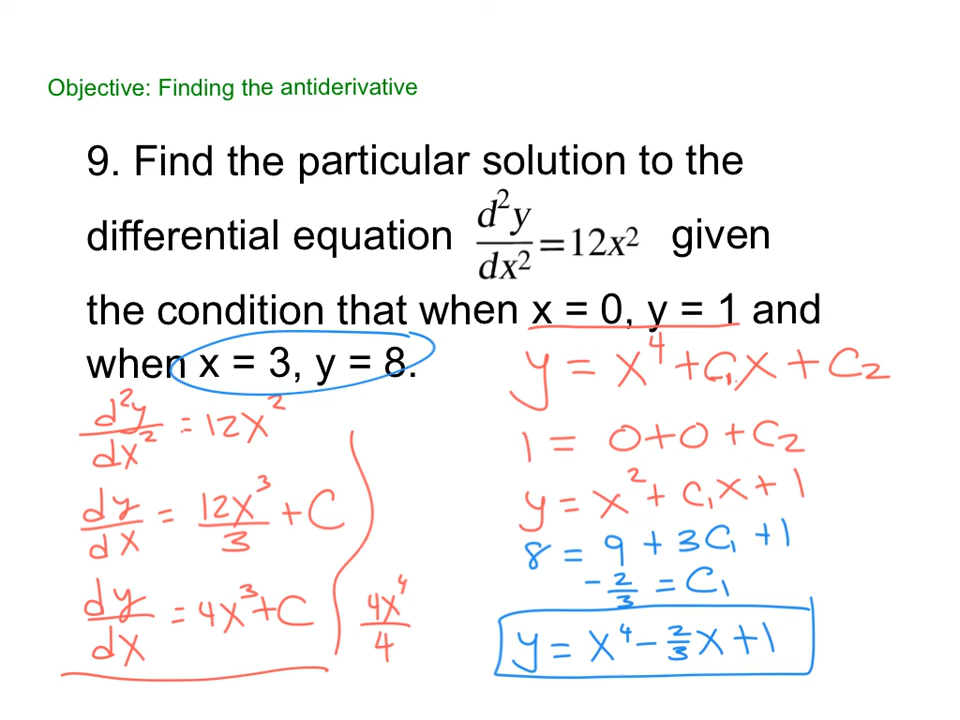 Objective: Finding the antiderivative
9. Find the particular solution to the
differential equation d²y/dx² = 12x² given
the condition that when x = 0, y = 1 and
when x = 3, y = 8.
d²y/dx² = 12x²
dy/dx = 12x³/3 + C
dy/dx = 4x³ + C
4x⁴/4
y = x⁴ + C₁x + C₂
1 = 0 + 0 + C₂
y = x² + C₁x + 1
8 = 9 + 3C₁ + 1
-2/3 = C₁
y = x⁴ - 2/3x + 1